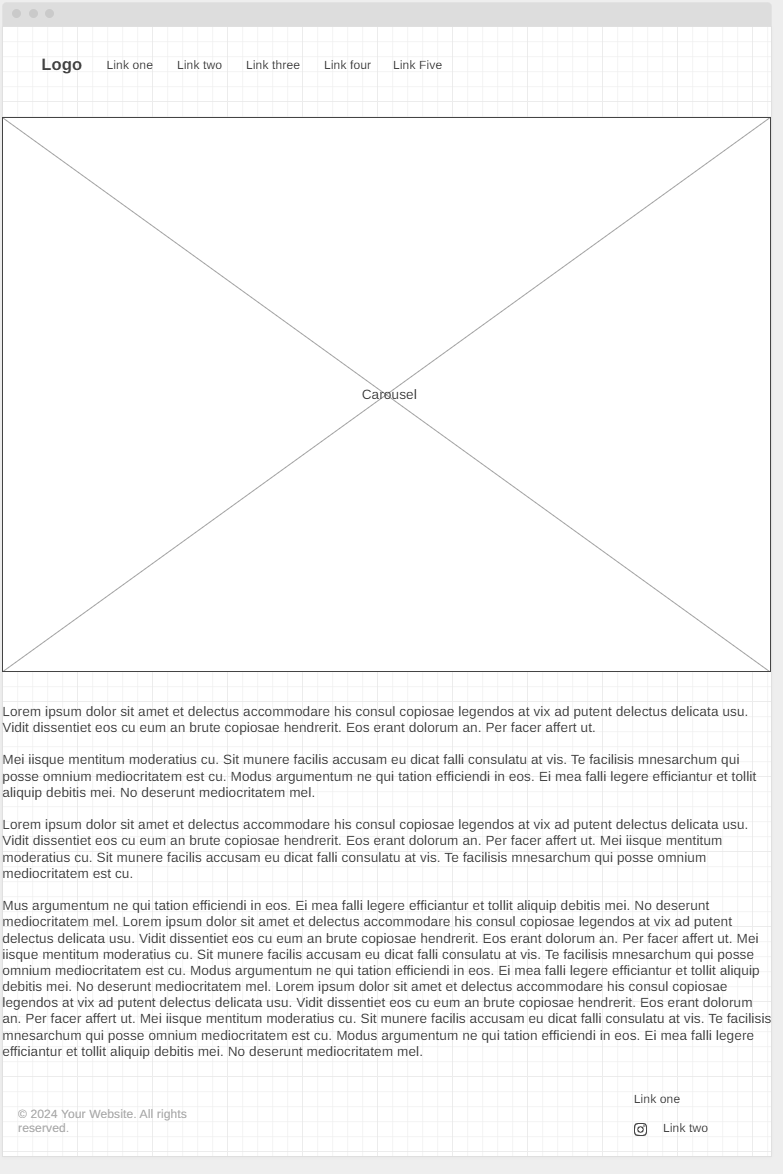 Logo Link one Link two Link three Link four Link Five
Carousel
Lorem ipsum dolor sit amet et delectus accommodare his consul copiosae legendos at vix ad putent delectus delicata usu.
Vidit dissentiet eos cu eum an brute copiosae hendrerit. Eos erant dolorum an. Per facer affert ut.
Mei iisque mentitum moderatius cu. Sit munere facilis accusam eu dicat falli consulatu at vis. Te facilisis mnesarchum qui
posse omnium mediocritatem est cu. Modus argumentum ne qui tation efficiendi in eos. Ei mea falli legere efficiantur et tollit
aliquip debitis mei. No deserunt mediocritatem mel.
Lorem ipsum dolor sit amet et delectus accommodare his consul copiosae legendos at vix ad putent delectus delicata usu.
Vidit dissentiet eos cu eum an brute copiosae hendrerit. Eos erant dolorum an. Per facer affert ut. Mei iisque mentitum
moderatius cu. Sit munere facilis accusam eu dicat falli consulatu at vis. Te facilisis mnesarchum qui posse omnium
mediocritatem est cu.
Mus argumentum ne qui tation efficiendi in eos. Ei mea falli legere efficiantur et tollit aliquip debitis mei. No deserunt
mediocritatem mel. Lorem ipsum dolor sit amet et delectus accommodare his consul copiosae legendos at vix ad putent
delectus delicata usu. Vidit dissentiet eos cu eum an brute copiosae hendrerit. Eos erant dolorum an. Per facer affert ut. Mei
iisque mentitum moderatius cu. Sit munere facilis accusam eu dicat falli consulatu at vis. Te facilisis mnesarchum qui posse
omnium mediocritatem est cu. Modus argumentum ne qui tation efficiendi in eos. Ei mea falli legere efficiantur et tollit aliquip
debitis mei. No deserunt mediocritatem mel. Lorem ipsum dolor sit amet et delectus accommodare his consul copiosae
legendos at vix ad putent delectus delicata usu. Vidit dissentiet eos cu eum an brute copiosae hendrerit. Eos erant dolorum
an. Per facer affert ut. Mei iisque mentitum moderatius cu. Sit munere facilis accusam eu dicat falli consulatu at vis. Te facilisis
mnesarchum qui posse omnium mediocritatem est cu. Modus argumentum ne qui tation efficiendi in eos. Ei mea falli legere
efficiantur et tollit aliquip debitis mei. No deserunt mediocritatem mel.
© 2024 Your Website. All rights
reserved.
Link one
Link two